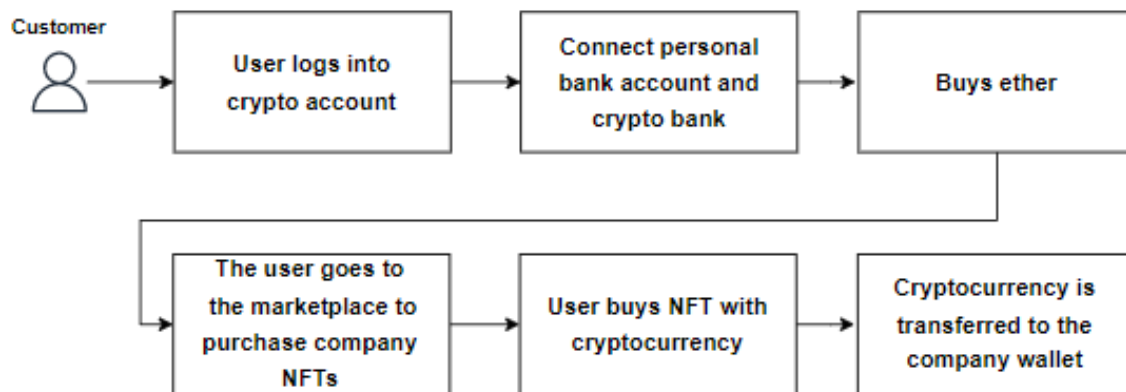 Customer
User logs into
crypto account
Connect personal
bank account and
crypto bank
Buys ether
The user goes to
the marketplace to
purchase company
NFTs
User buys NFT with
cryptocurrency
Cryptocurrency is
transferred to the
company wallet